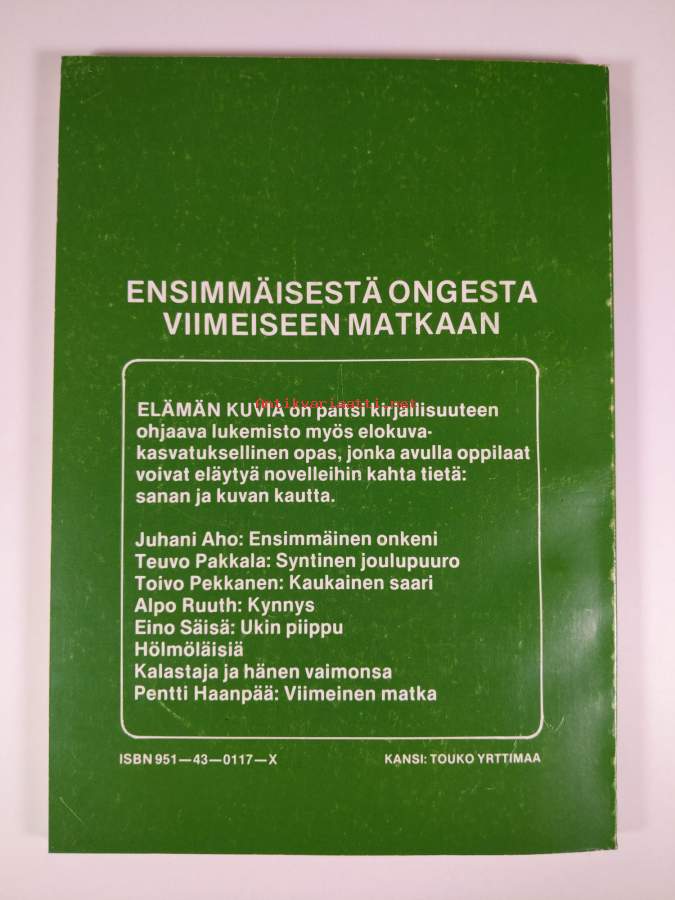 ENSIMMÄISESTÄ ONGESTA
VIIMEISEEN MATKAAN
Antikvariaatti.net
ELÄMÄN KUVIA on paitsi kirjallisuuteen
ohjaava lukemisto myös elokuva-
kasvatuksellinen opas, jonka avulla oppilaat
voivat eläytyä novelleihin kahta tietä:
sanan ja kuvan kautta.
Juhani Aho: Ensimmäinen onkeni
Teuvo Pakkala: Syntinen joulupuuro
Toivo Pekkanen: Kaukainen saari
Alpo Ruuth: Kynnys
Eino Säisä: Ukin piippu
Hölmöläisiä
Kalastaja ja hänen vaimonsa
Pentti Haanpää: Viimeinen matka
ISBN 951—43—0117—X KANSI: TOUKO YRTTIMAA